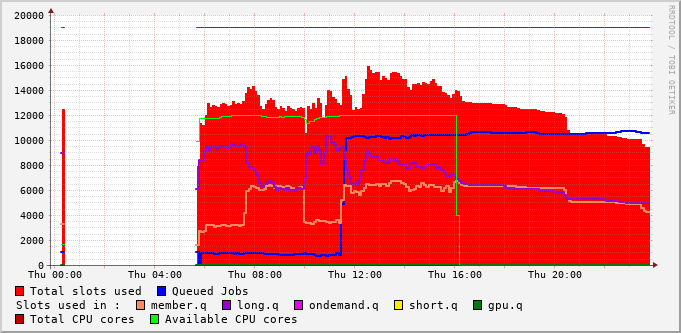 RRDTOOL / TOBI OETIKER
20000
18000
16000
14000
12000
10000
8000
6000
4000
2000
0
Thu 00:00 Thu 04:00 Thu 08:00 Thu 12:00 Thu 16:00 Thu 20:00
Total slots used Queued Jobs
Slots used in : member.q long.q ondemand.q short.q gpu.q
Total CPU cores Available CPU cores